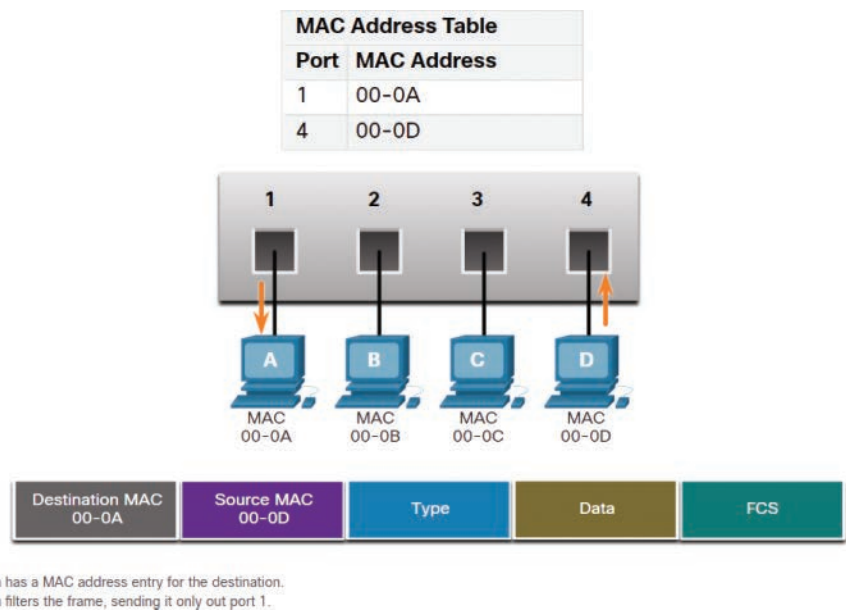 MAC Address Table
Port MAC Address
1 00-0A
4 00-0D
1 2 3 4
A B C D
MAC MAC MAC MAC
00-0A 00-0B 00-0C 00-0D
Destination MAC Source MAC Type Data FCS
00-0A 00-0D
has a MAC address entry for the destination.
filters the frame, sending it only out port 1.